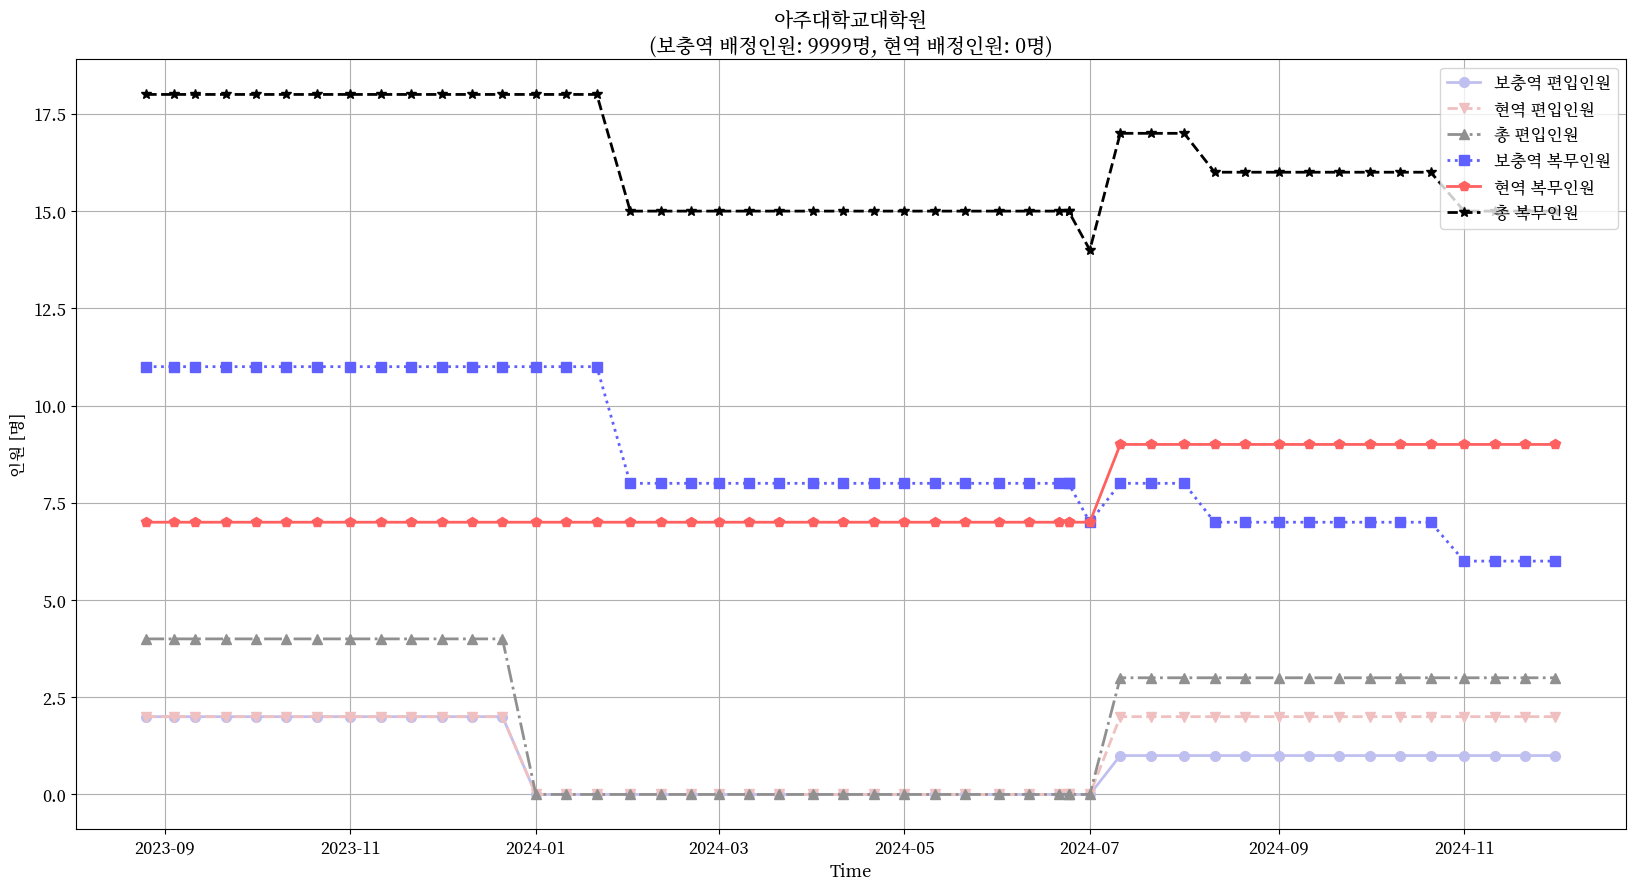 아주대학교대학원
(보충역 배정인원: 9999명, 현역 배정인원: 0명)
보충역 편입인원
현역 편입인원
총 편입인원
보충역 복무인원
현역 복무인원
총 복무인원
인원 [명]
17.5
15.0
12.5
10.0
7.5
5.0
2.5
0.0
2023-09
2023-11
2024-01
2024-03
2024-05
2024-07
2024-09
2024-11
Time